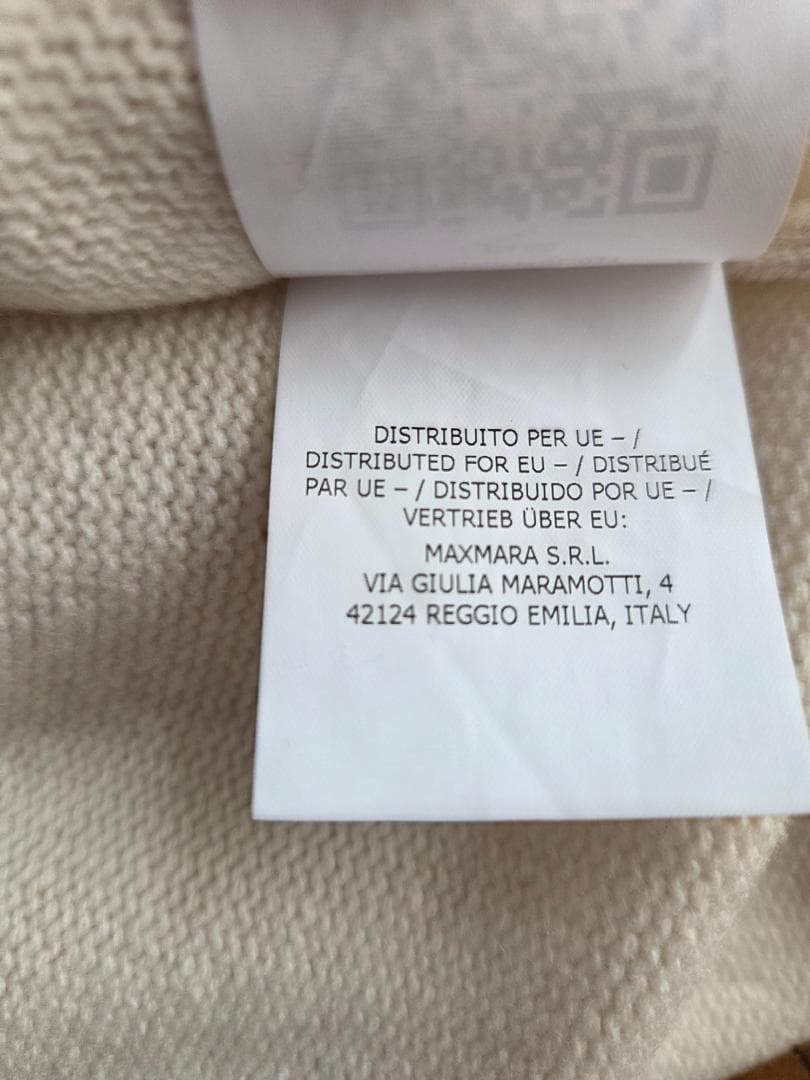 DISTRIBUITO PER UE – /
DISTRIBUTED FOR EU – / DISTRIBUÉ
PAR UE – / DISTRIBUIDO POR UE – /
VERTRIEB ÜBER EU:
MAXMARA S.R.L.
VIA GIULIA MARAMOTTI, 4
42124 REGGIO EMILIA, ITALY